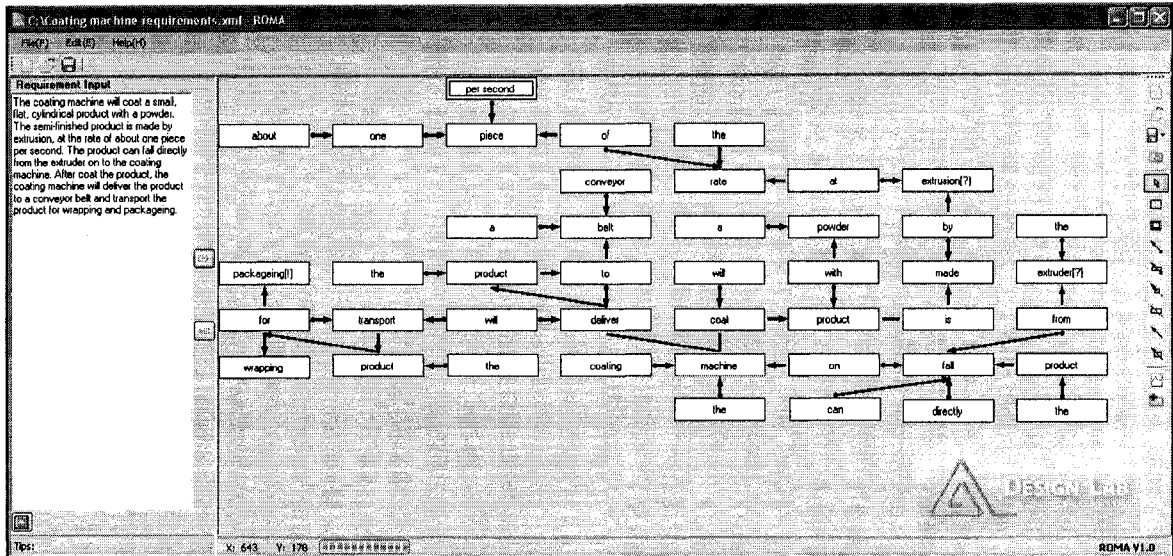 C:\Coating machine requirements.xml - ROMA
File(F) Edit(E) Help(H)
Requirement Input
The coating machine will coat a small,
flat, cylindrical product with a powder.
The semi-finished product is made by
extrusion, at the rate of about one piece
per second. The product can fall directly
from the extruder on to the coating
machine. After coat the product, the
coating machine will deliver the product
to a conveyor belt and transport the
product for wrapping and packageing.
per second
about one piece of the
conveyor rate at extrusion[?]
a belt a powder by the
packageing[!] the product to will with made extruder[?]
for transport will deliver coat product is from
wrapping product the coating machine on fall product
the can directly the
DESIGN LAB
Tips:
X: 643 Y: 178
ROMA V1.0